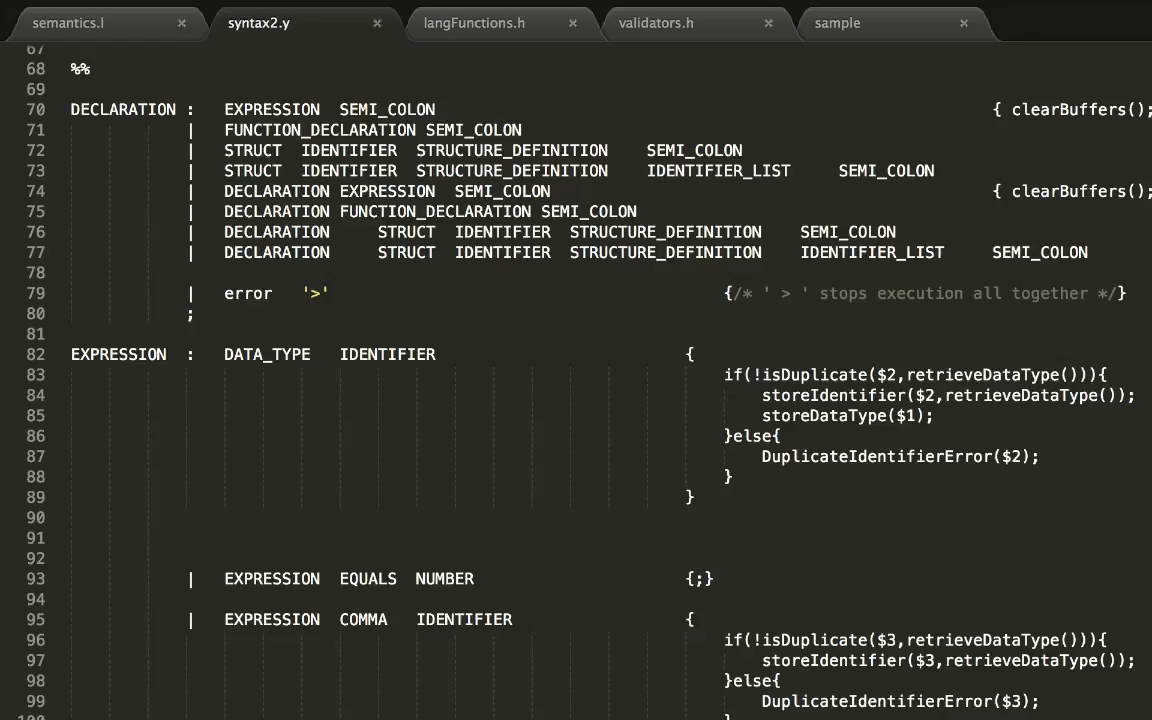 semantics.l × syntax2.y × langFunctions.h × validators.h × sample ×
67
68 %%
69
70 DECLARATION : EXPRESSION SEMI_COLON { clearBuffers();
71 | FUNCTION_DECLARATION SEMI_COLON
72 | STRUCT IDENTIFIER STRUCTURE_DEFINITION SEMI_COLON
73 | STRUCT IDENTIFIER STRUCTURE_DEFINITION IDENTIFIER_LIST SEMI_COLON
74 | DECLARATION EXPRESSION SEMI_COLON { clearBuffers();
75 | DECLARATION FUNCTION_DECLARATION SEMI_COLON
76 | DECLARATION STRUCT IDENTIFIER STRUCTURE_DEFINITION SEMI_COLON
77 | DECLARATION STRUCT IDENTIFIER STRUCTURE_DEFINITION IDENTIFIER_LIST SEMI_COLON
78
79 | error '>' {/* ' > ' stops execution all together */}
80 ;
81
82 EXPRESSION : DATA_TYPE IDENTIFIER {
83 if(!isDuplicate($2,retrieveDataType())){
84 storeIdentifier($2,retrieveDataType());
85 storeDataType($1);
86 }else{
87 DuplicateIdentifierError($2);
88 }
89 }
90
91
92
93 | EXPRESSION EQUALS NUMBER {;}
94
95 | EXPRESSION COMMA IDENTIFIER {
96 if(!isDuplicate($3,retrieveDataType())){
97 storeIdentifier($3,retrieveDataType());
98 }else{
99 DuplicateIdentifierError($3);
100 }